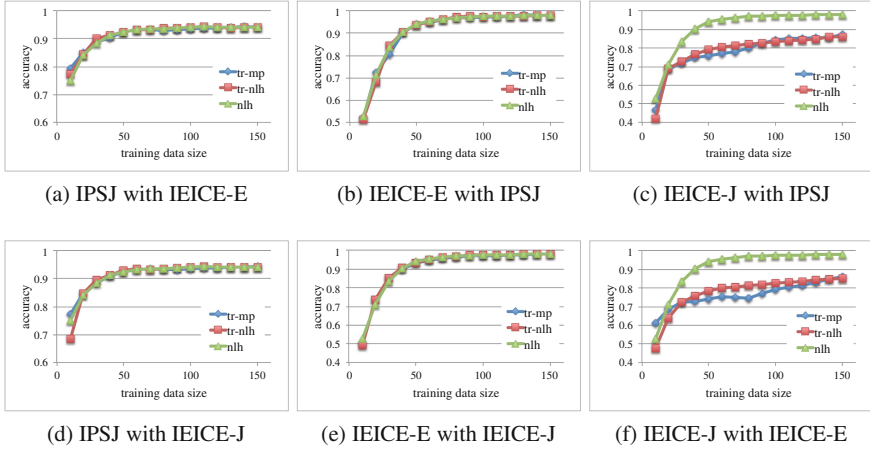 accuracy
1
0.9
0.8
0.7
0.6
0
50
100
150
training data size
tr-mp
tr-nlh
nlh
(a) IPSJ with IEICE-E
accuracy
1
0.9
0.8
0.7
0.6
0.5
0
50
100
150
training data size
tr-mp
tr-nlh
nlh
(b) IEICE-E with IPSJ
accuracy
1
0.9
0.8
0.7
0.6
0.5
0.4
0
50
100
150
training data size
tr-mp
tr-nlh
nlh
(c) IEICE-J with IPSJ
accuracy
1
0.9
0.8
0.7
0.6
0
50
100
150
training data size
tr-mp
tr-nlh
nlh
(d) IPSJ with IEICE-J
accuracy
1
0.9
0.8
0.7
0.6
0.5
0.4
0
50
100
150
training data size
tr-mp
tr-nlh
nlh
(e) IEICE-E with IEICE-J
accuracy
1
0.9
0.8
0.7
0.6
0.5
0.4
0
50
100
150
training data size
tr-mp
tr-nlh
nlh
(f) IEICE-J with IEICE-E